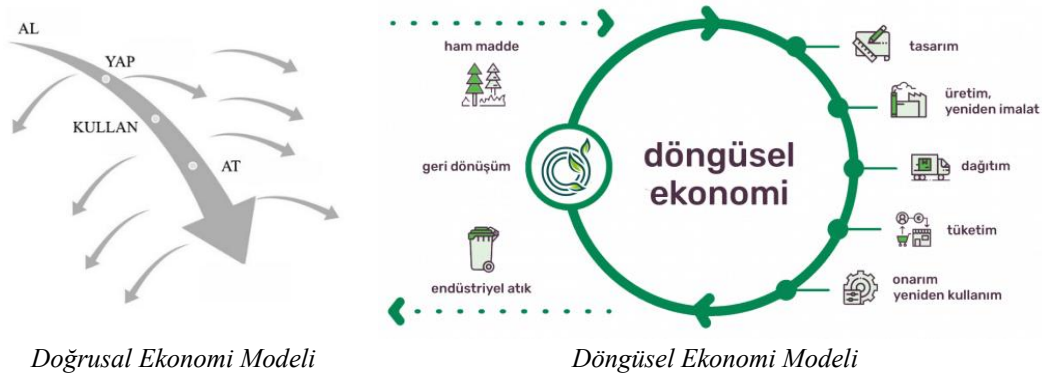 AL
YAP
KULLAN
AT
ham madde
geri dönüşüm
endüstriyel atık
döngüsel
ekonomi
tasarım
üretim,
yeniden imalat
dağıtım
tüketim
onarım
yeniden kullanım
Doğrusal Ekonomi Modeli
Döngüsel Ekonomi Modeli